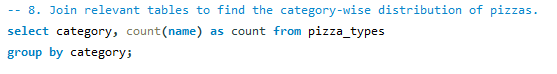 -- 8. Join relevant tables to find the category-wise distribution of pizzas.
select category, count(name) as count from pizza_types
group by category;